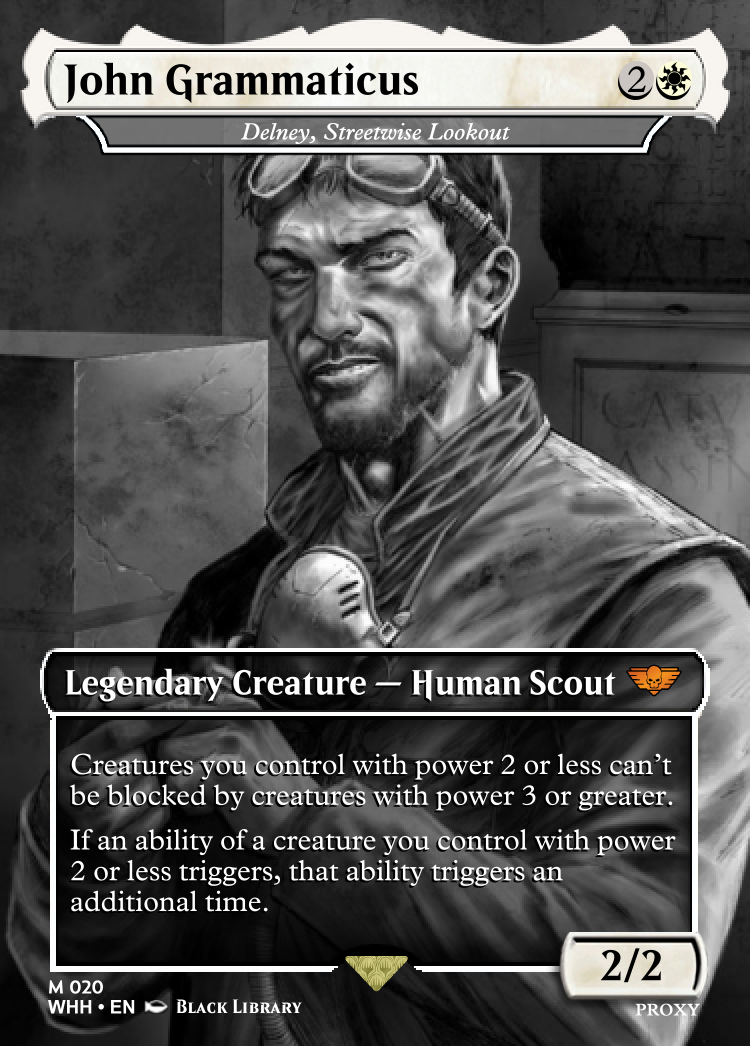 John Grammaticus 2
Delney, Streetwise Lookout
CATV
ASSIN
Legendary Creature — Human Scout
Creatures you control with power 2 or less can't
be blocked by creatures with power 3 or greater.
If an ability of a creature you control with power
2 or less triggers, that ability triggers an
additional time.
2/2
M 020
WHH • EN BLACK LIBRARY
PROXY